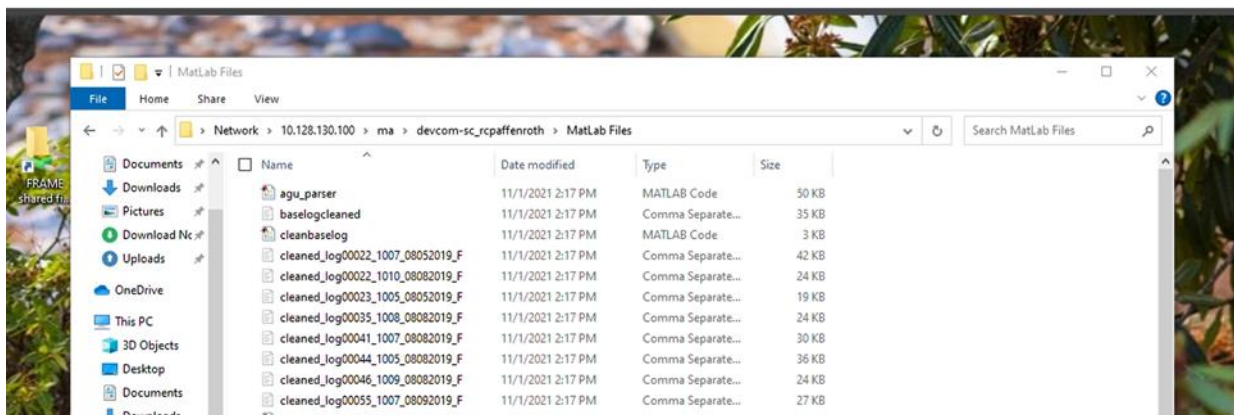 MatLab Files
File Home Share View
Network > 10.128.130.100 > ma > devcom-sc_rcpaffenroth > MatLab Files
Search MatLab Files
FRAME
shared fi...
Documents
Downloads
Pictures
Download Nc
Uploads
OneDrive
This PC
3D Objects
Desktop
Documents
Downloads
Name Date modified Type Size
agu_parser 11/1/2021 2:17 PM MATLAB Code 50 KB
baselogcleaned 11/1/2021 2:17 PM Comma Separate... 35 KB
cleanbaselog 11/1/2021 2:17 PM MATLAB Code 3 KB
cleaned_log00022_1007_08052019_F 11/1/2021 2:17 PM Comma Separate... 42 KB
cleaned_log00022_1010_08082019_F 11/1/2021 2:17 PM Comma Separate... 24 KB
cleaned_log00023_1005_08052019_F 11/1/2021 2:17 PM Comma Separate... 19 KB
cleaned_log00035_1008_08082019_F 11/1/2021 2:17 PM Comma Separate... 24 KB
cleaned_log00041_1007_08082019_F 11/1/2021 2:17 PM Comma Separate... 30 KB
cleaned_log00044_1005_08082019_F 11/1/2021 2:17 PM Comma Separate... 36 KB
cleaned_log00046_1009_08082019_F 11/1/2021 2:17 PM Comma Separate... 24 KB
cleaned_log00055_1007_08092019_F 11/1/2021 2:17 PM Comma Separate... 27 KB